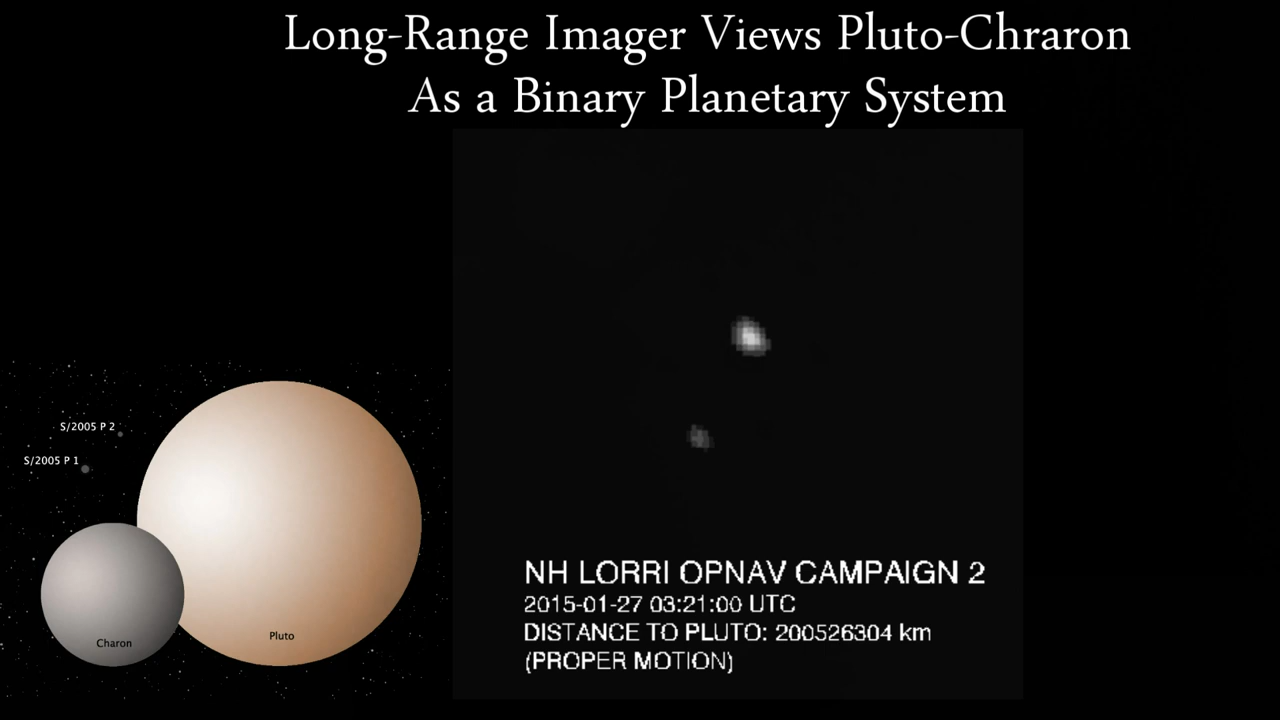 Long-Range Imager Views Pluto-Chraron
As a Binary Planetary System
S/2005 P 2
S/2005 P 1
Charon
Pluto
NH LORRI OPNAV CAMPAIGN 2
2015-01-27 03:21:00 UTC
DISTANCE TO PLUTO: 200526304 km
(PROPER MOTION)